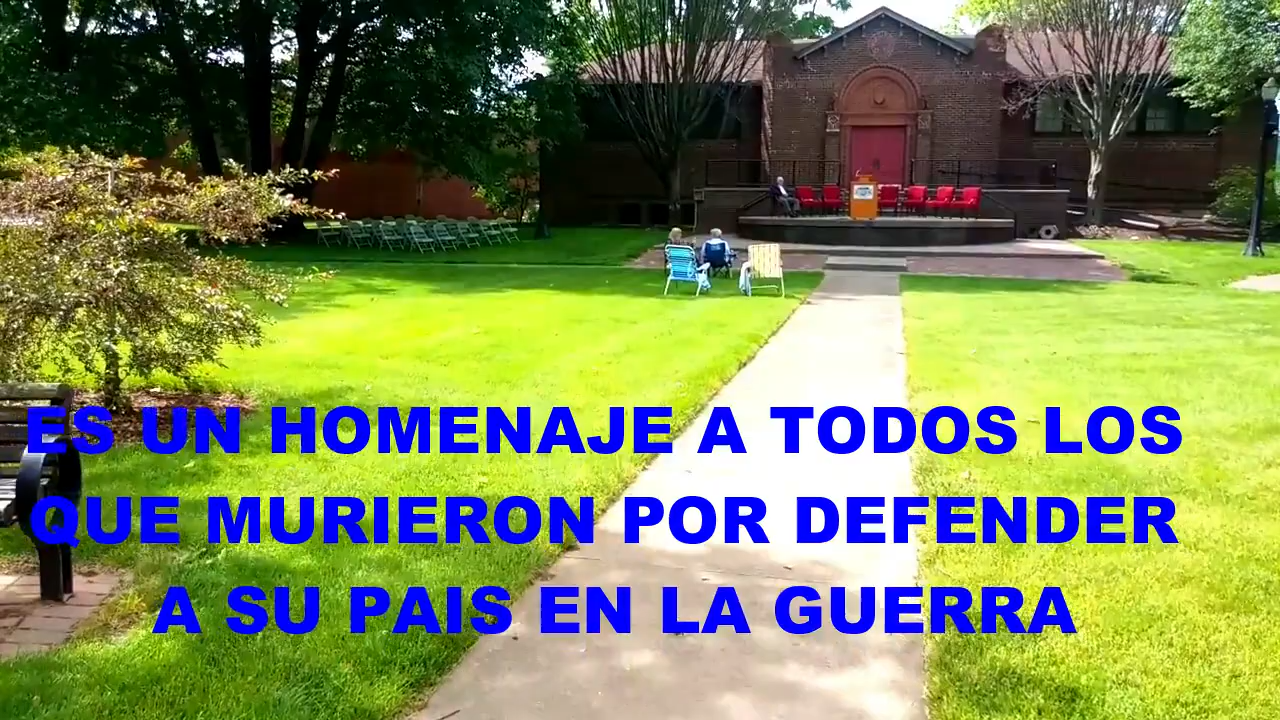 ES UN HOMENAJE A TODOS LOS
QUE MURIERON POR DEFENDER
A SU PAIS EN LA GUERRA